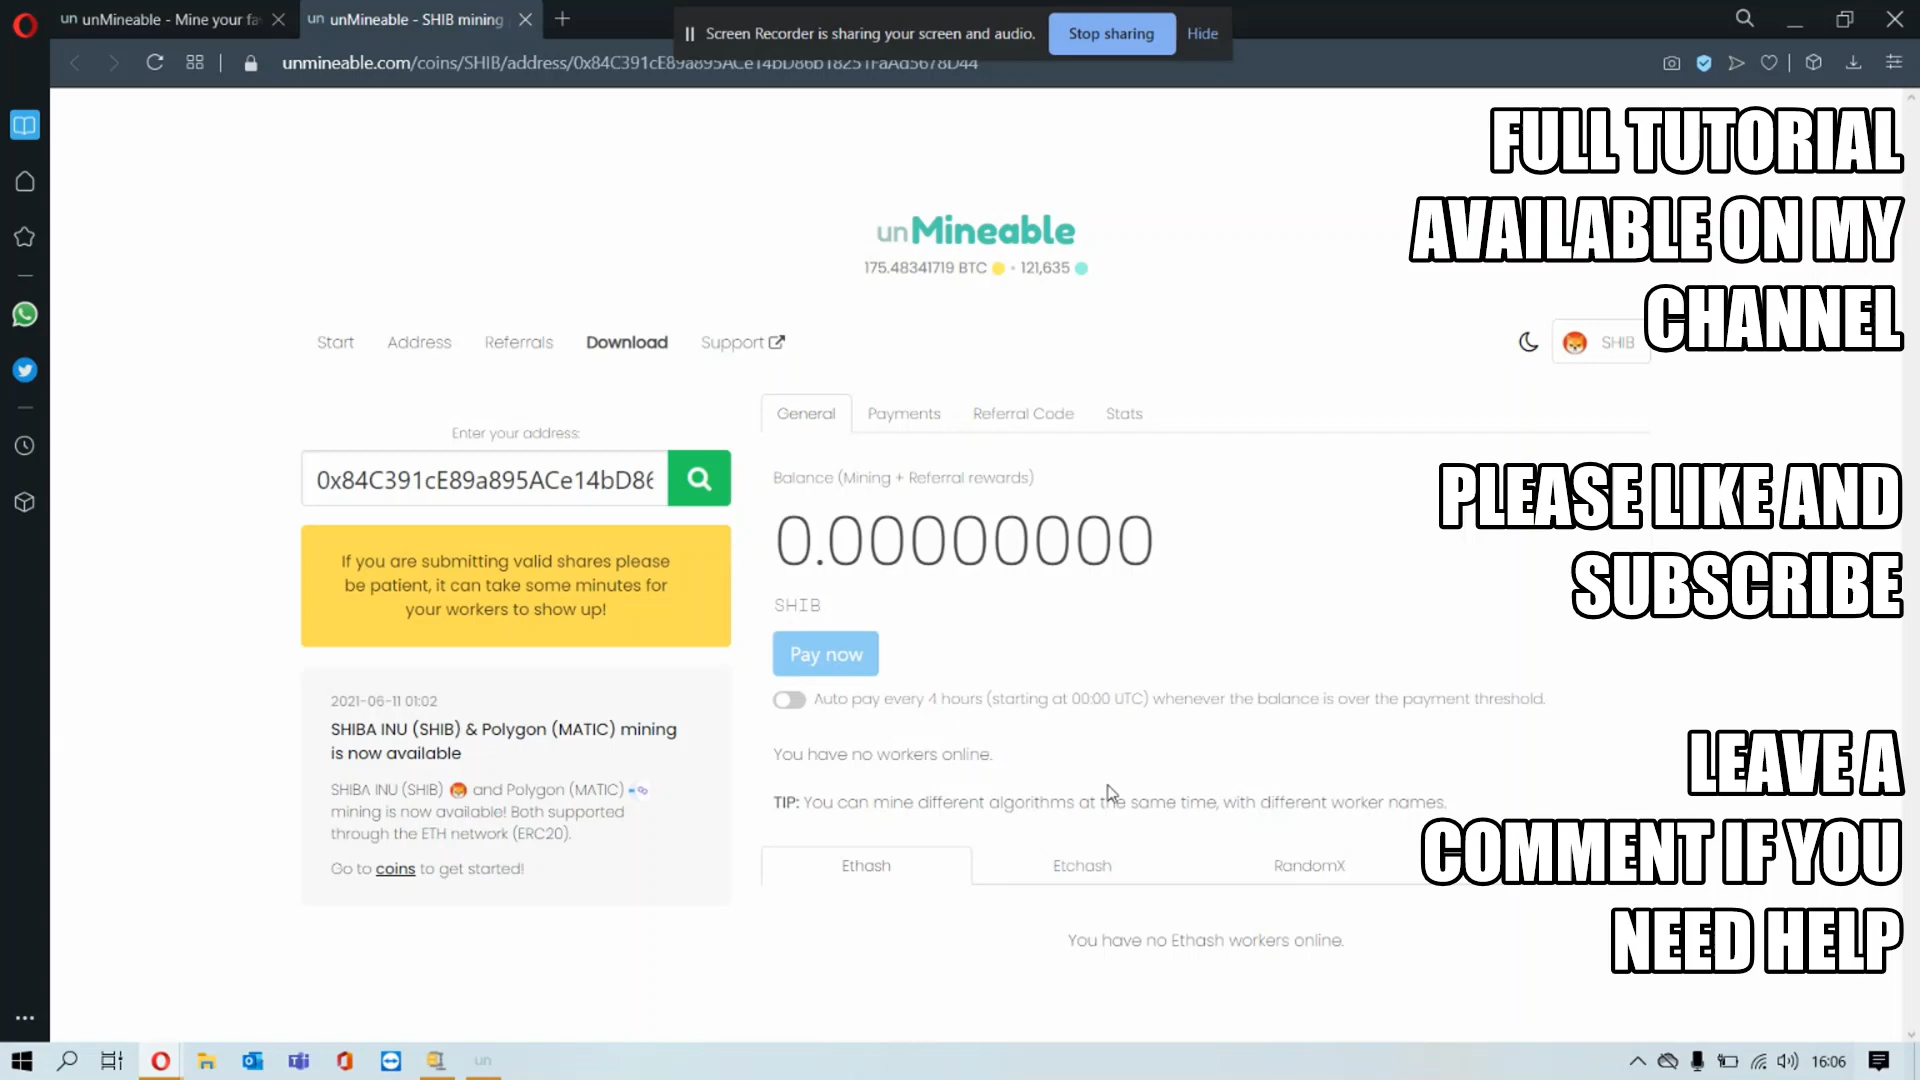 un unMineable - Mine your fa
un unMineable - SHIB mining
Screen Recorder is sharing your screen and audio.
Stop sharing
Hide
unmineable.com/coins/SHIB/address/0x84C391cE89a895ACe14bD86b18251FaAd5678D44
FULL TUTORIAL
AVAILABLE ON MY
CHANNEL
unMineable
175.48341719 BTC • 121,635
Start
Address
Referrals
Download
Support
SHIB
General
Payments
Referral Code
Stats
Enter your address:
0x84C391cE89a895ACe14bD86
Balance (Mining + Referral rewards)
0.00000000
SHIB
Pay now
Auto pay every 4 hours (starting at 00:00 UTC) whenever the balance is over the payment threshold.
If you are submitting valid shares please
be patient, it can take some minutes for
your workers to show up!
PLEASE LIKE AND
SUBSCRIBE
2021-06-11 01:02
SHIBA INU (SHIB) & Polygon (MATIC) mining
is now available
SHIBA INU (SHIB) and Polygon (MATIC)
mining is now available! Both supported
through the ETH network (ERC20).
Go to coins to get started!
You have no workers online.
TIP: You can mine different algorithms at the same time, with different worker names.
Ethash
Etchash
RandomX
You have no Ethash workers online.
LEAVE A
COMMENT IF YOU
NEED HELP
un
16:06